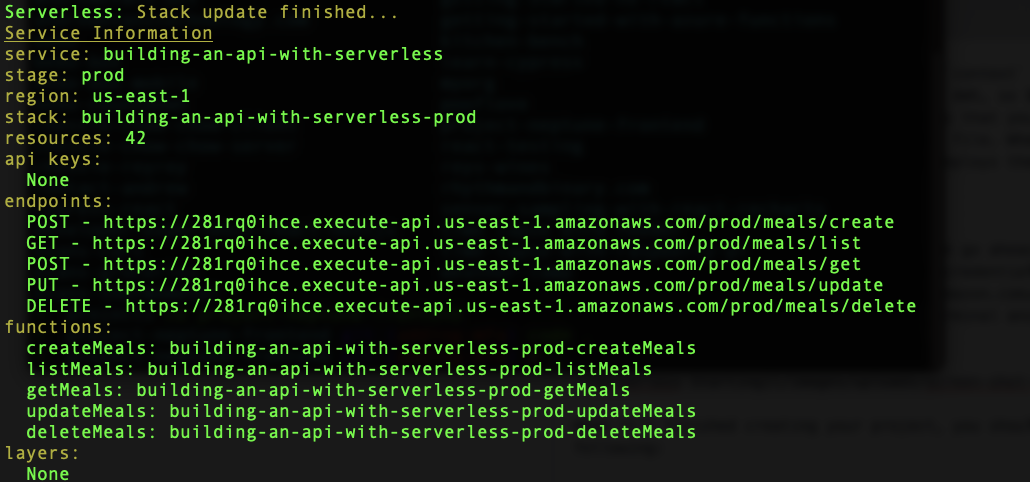 Serverless: Stack update finished...
Service Information
service: building-an-api-with-serverless
stage: prod
region: us-east-1
stack: building-an-api-with-serverless-prod
resources: 42
api keys:
  None
endpoints:
  POST - https://281rq0ihce.execute-api.us-east-1.amazonaws.com/prod/meals/create
  GET - https://281rq0ihce.execute-api.us-east-1.amazonaws.com/prod/meals/list
  POST - https://281rq0ihce.execute-api.us-east-1.amazonaws.com/prod/meals/get
  PUT - https://281rq0ihce.execute-api.us-east-1.amazonaws.com/prod/meals/update
  DELETE - https://281rq0ihce.execute-api.us-east-1.amazonaws.com/prod/meals/delete
functions:
  createMeals: building-an-api-with-serverless-prod-createMeals
  listMeals: building-an-api-with-serverless-prod-listMeals
  getMeals: building-an-api-with-serverless-prod-getMeals
  updateMeals: building-an-api-with-serverless-prod-updateMeals
  deleteMeals: building-an-api-with-serverless-prod-deleteMeals
layers:
  None